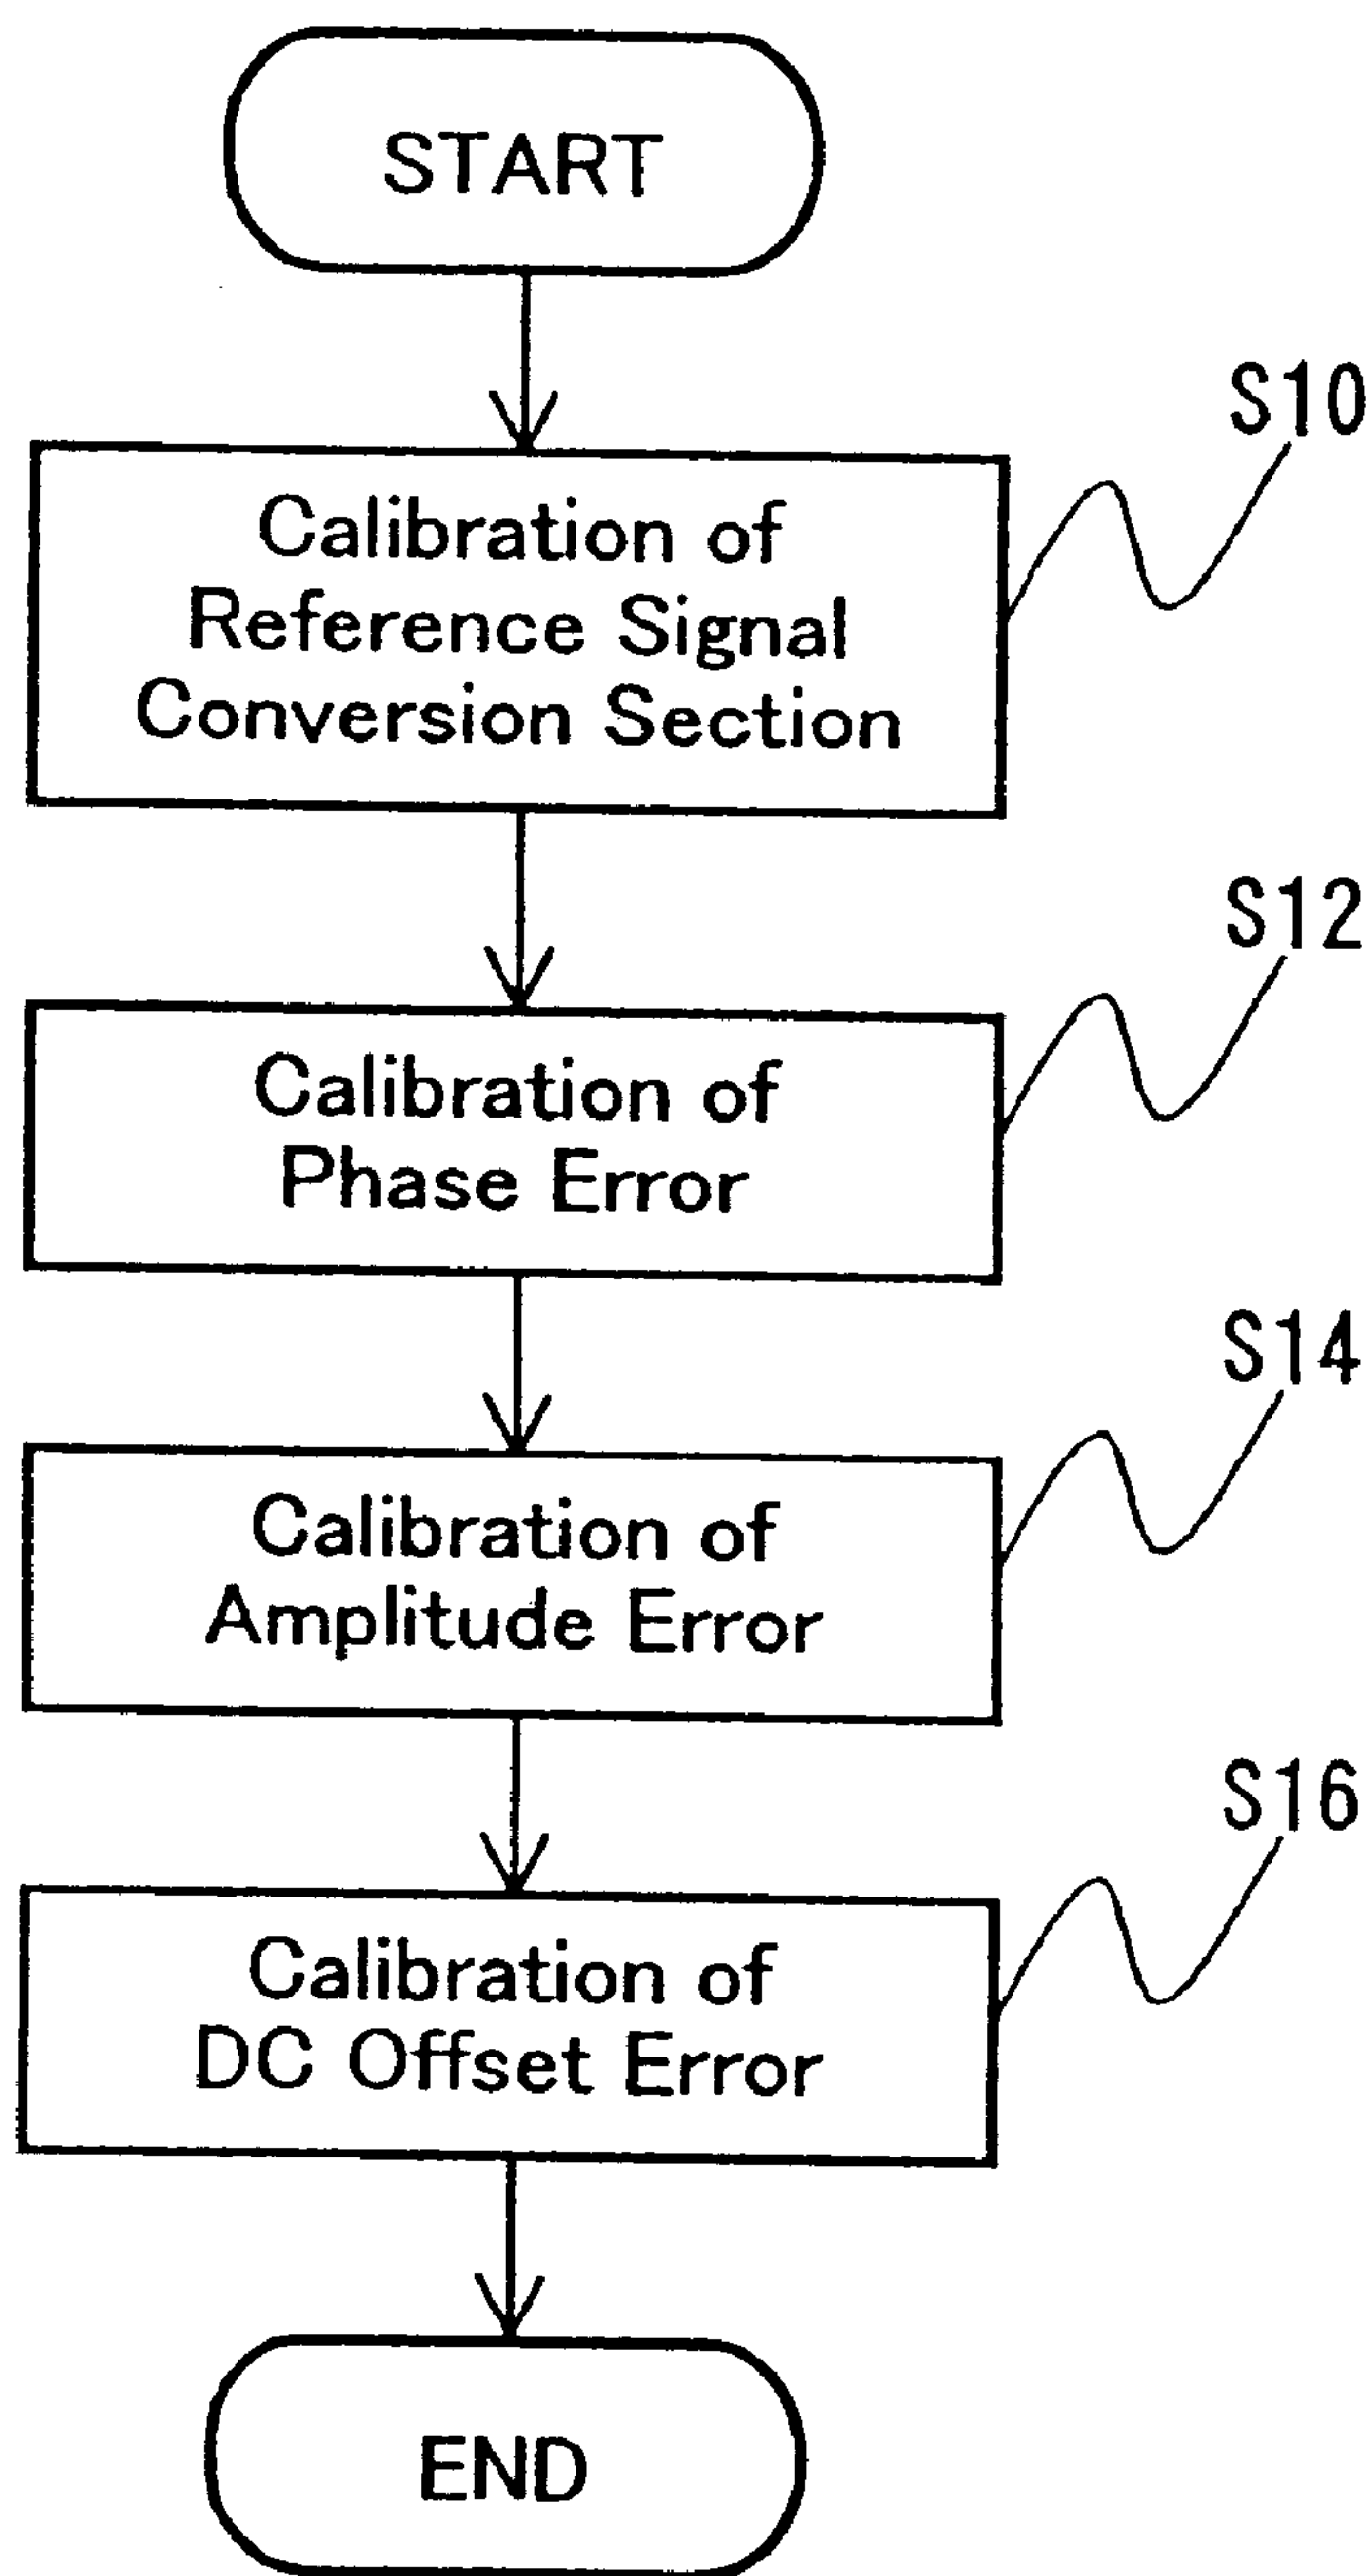 START
S10
Calibration of
Reference Signal
Conversion Section
S12
Calibration of
Phase Error
S14
Calibration of
Amplitude Error
S16
Calibration of
DC Offset Error
END